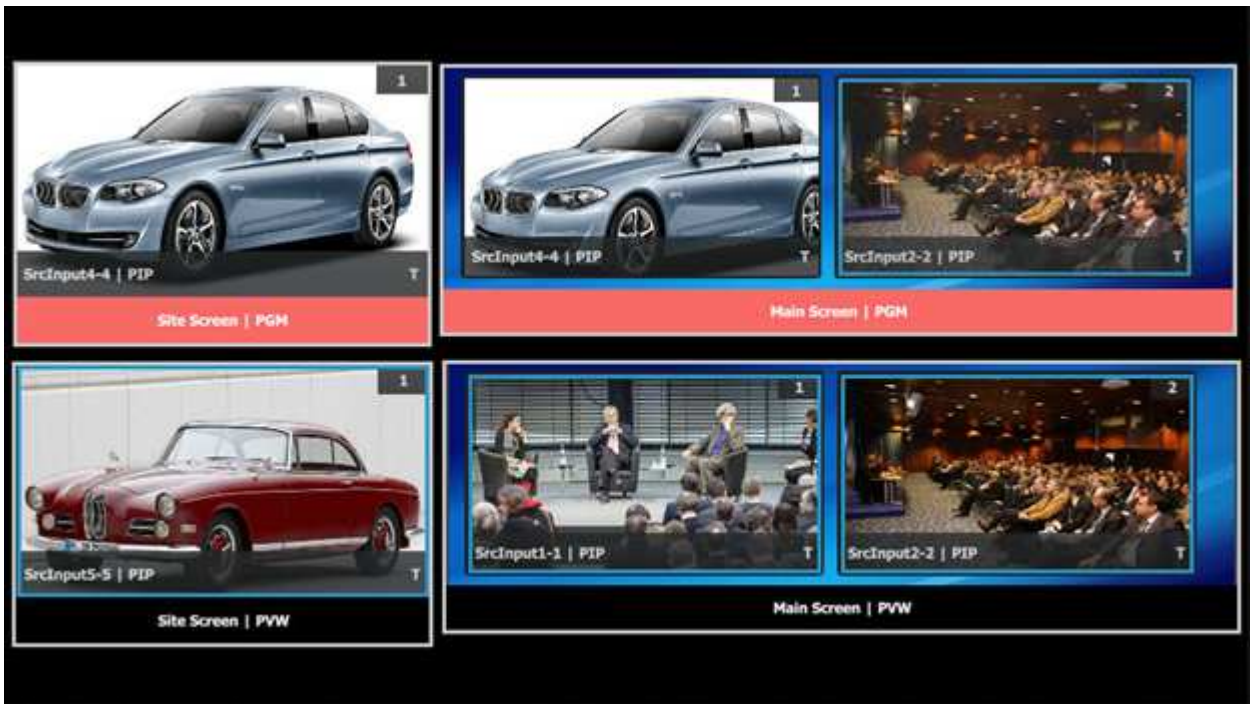 1
SrcInput4-4 | PIP T
Site Screen | PGM
1
SrcInput4-4 | PIP T
2
SrcInput2-2 | PIP T
Main Screen | PGM
1
SrcInput5-5 | PIP T
Site Screen | PVW
1
SrcInput1-1 | PIP T
2
SrcInput2-2 | PIP T
Main Screen | PVW